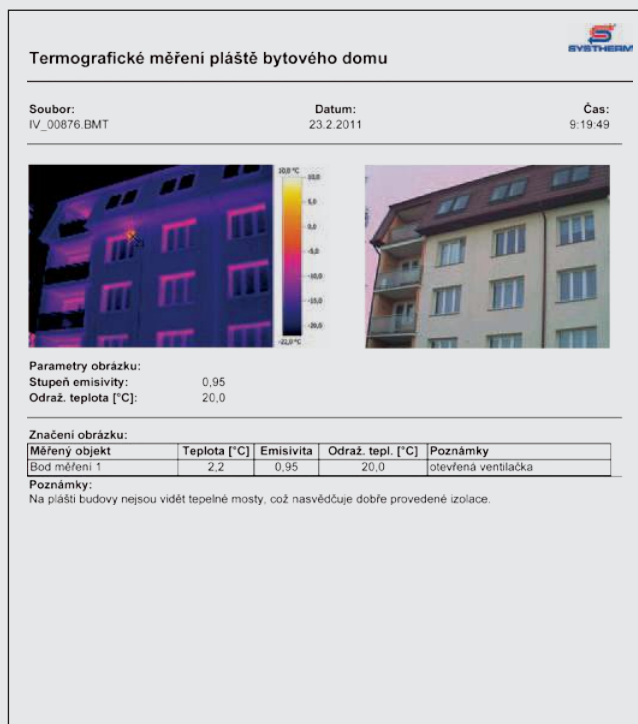 SYSTHERM
Termografické měření pláště bytového domu
Soubor: Datum: Čas:
IV_00876.BMT 23.2.2011 9:19:49
10,0 °C
10,0
5,0
0,0
-5,0
-10,0
-15,0
-20,0
-22,0 °C
Parametry obrázku:
Stupeň emisivity: 0,95
Odraž. teplota [°C]: 20,0
Značení obrázku:
Měřený objekt Teplota [°C] Emisivita Odraž. tepl. [°C] Poznámky
Bod měření 1 2,2 0,95 20,0 otevřená ventilačka
Poznámky:
Na plášti budovy nejsou vidět tepelné mosty, což nasvědčuje dobře provedené izolace.